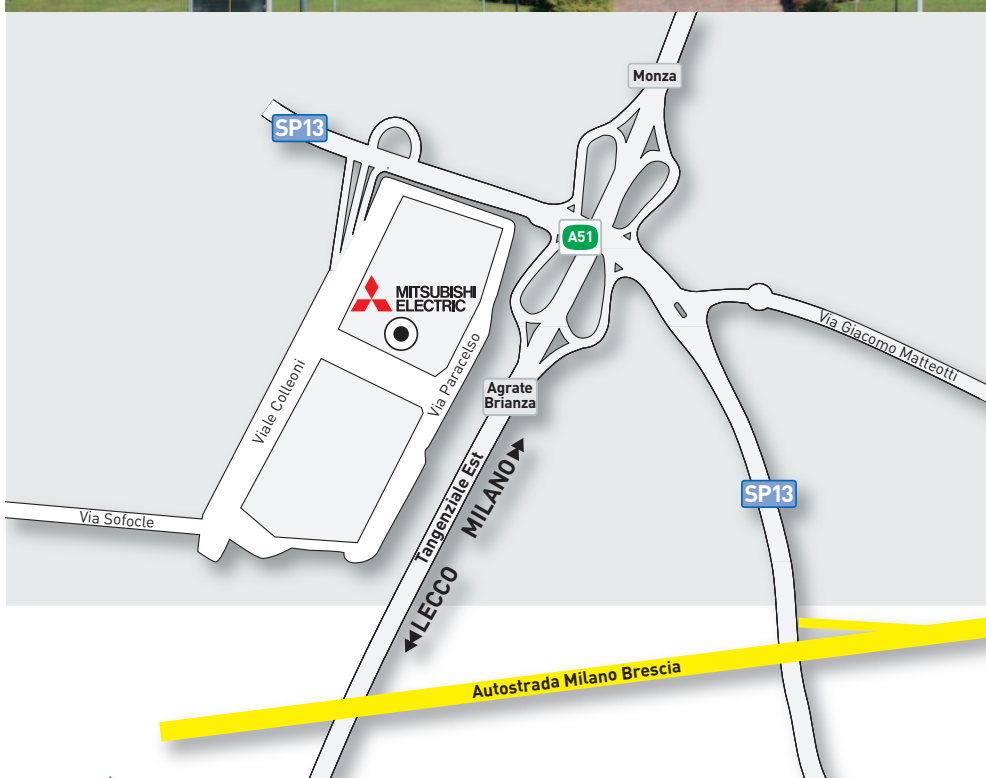 Monza
SP13
A51
MITSUBISHI
ELECTRIC
Via Giacomo Matteotti
Viale Colleoni
Via Paracelso
Agrate
Brianza
Tangenziale Est
MILANO
LECCO
SP13
Via Sofocle
Autostrada Milano Brescia